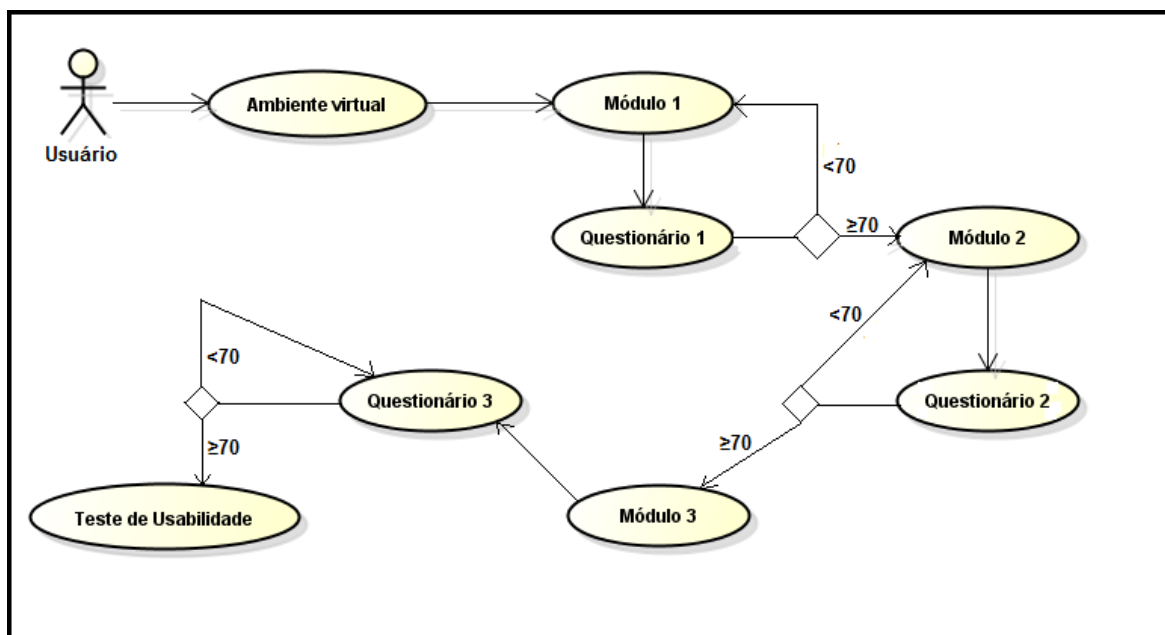 Ambiente virtual
Módulo 1
Usuário
<70
Questionário 1
≥70
Módulo 2
<70
<70
Questionário 3
Questionário 2
≥70
≥70
Teste de Usabilidade
Módulo 3